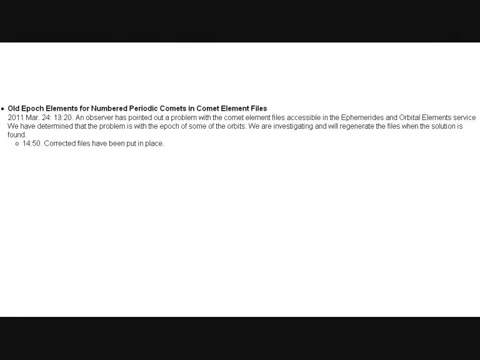 • Old Epoch Elements for Numbered Periodic Comets in Comet Element Files
2011 Mar. 24: 13:20. An observer has pointed out a problem with the comet element files accessible in the Ephemerides and Orbital Elements service
We have determined that the problem is with the epoch of some of the orbits. We are investigating and will regenerate the files when the solution is
found.
o 14:50. Corrected files have been put in place.